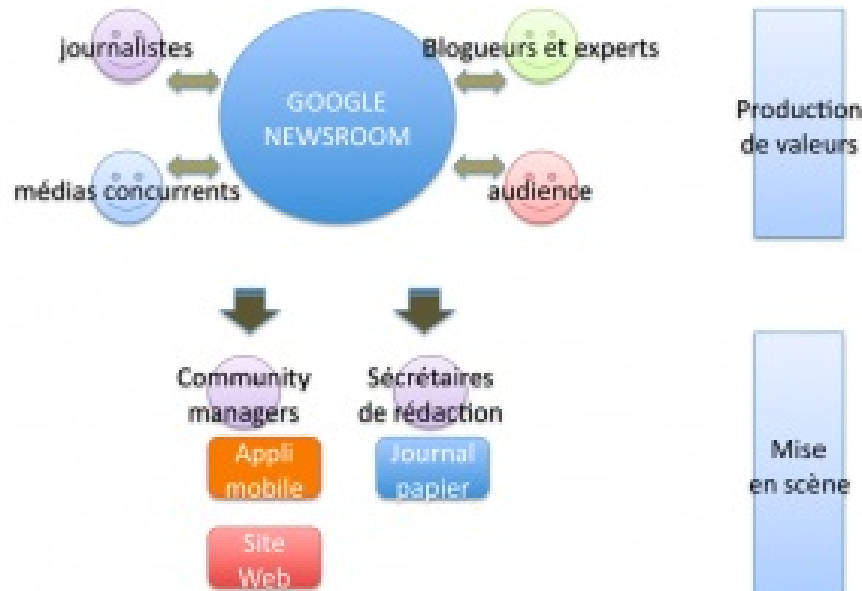 journalistes
Blogueurs et experts
GOOGLE
NEWSROOM
Production
de valeurs
médias concurrents
audience
Community
managers
Sécrétaires
de rédaction
Appli
mobile
Journal
papier
Mise
en scène
Site
Web